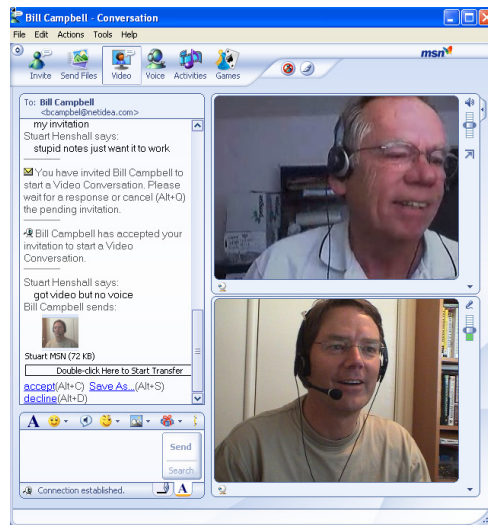 Bill Campbell - Conversation
File Edit Actions Tools Help
msn
Invite Send Files Video Voice Activities Games
To: Bill Campbell
<bcampbel@netidea.com>
my invitation
Stuart Henshall says:
stupid notes just want it to work
You have invited Bill Campbell to
start a Video Conversation. Please
wait for a response or cancel (Alt+Q)
the pending invitation.
Bill Campbell has accepted your
invitation to start a Video
Conversation.
Stuart Henshall says:
got video but no voice
Bill Campbell sends:
Stuart MSN (72 KB)
Double-click Here to Start Transfer
accept(Alt+C) Save As...(Alt+S)
decline(Alt+D)
A
Send
Search
Connection established.
A